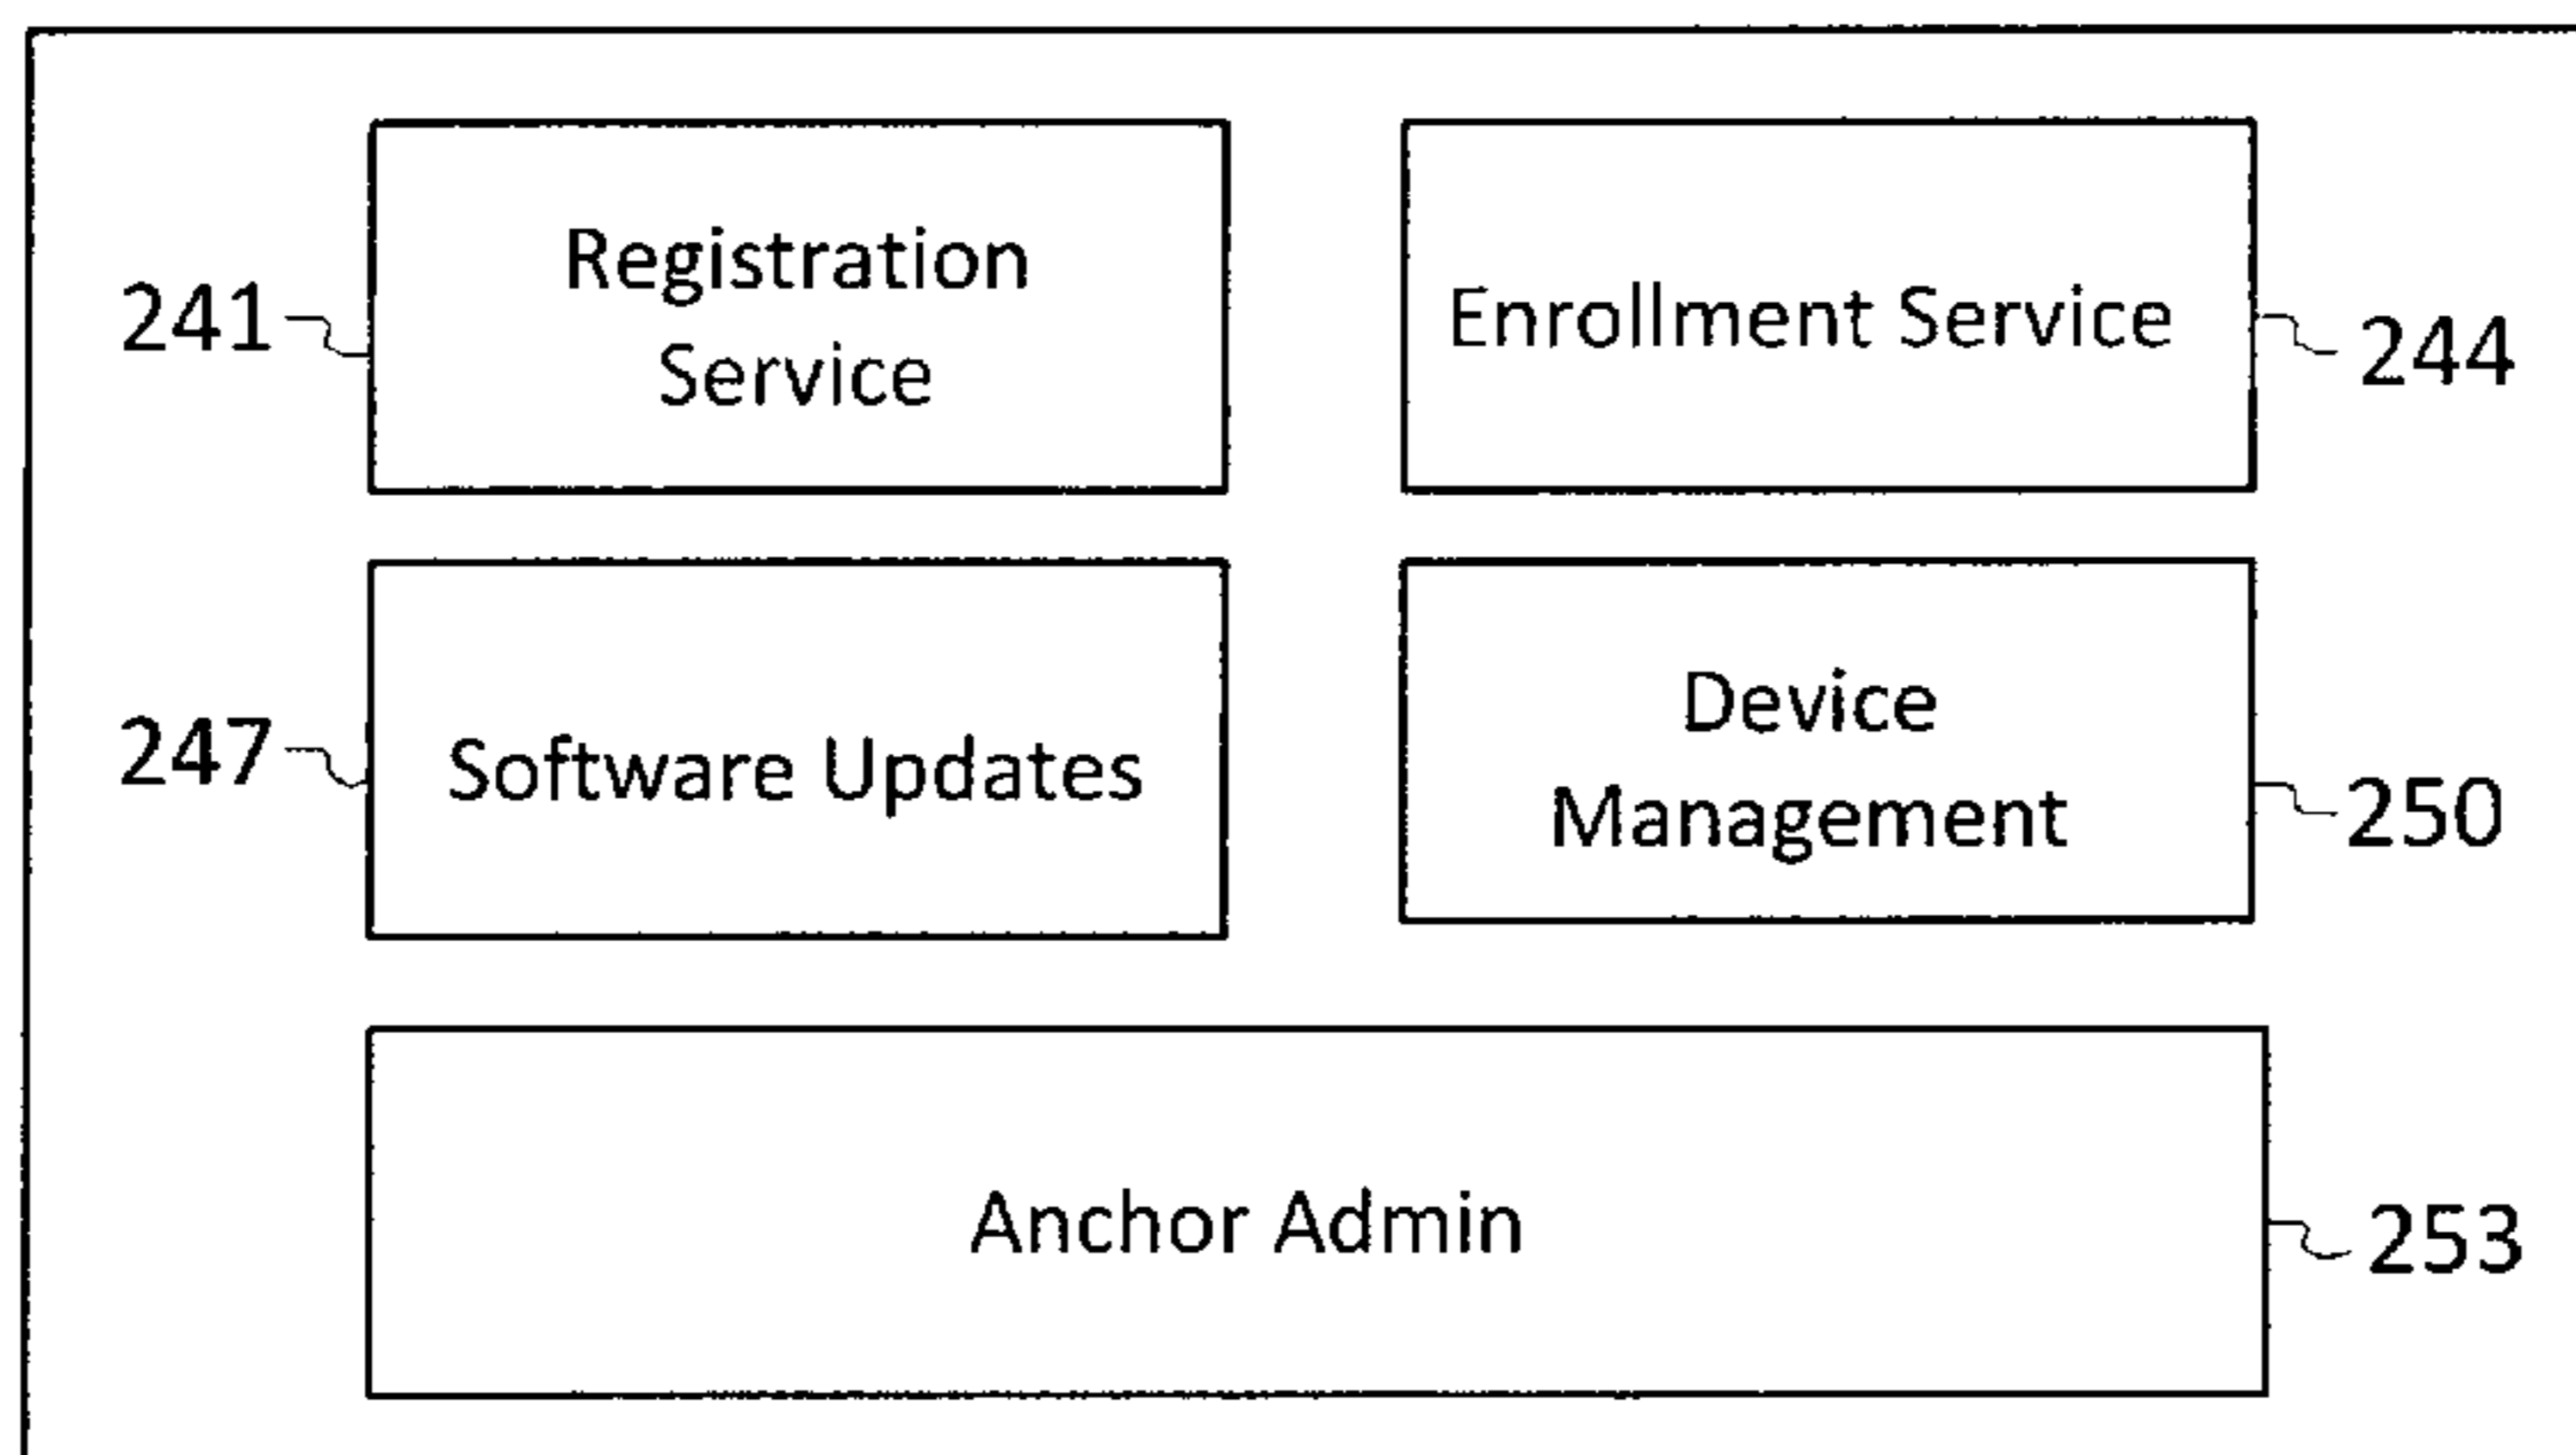 241
Registration
Service
Enrollment Service
244
247
Software Updates
Device
Management
250
Anchor Admin
253